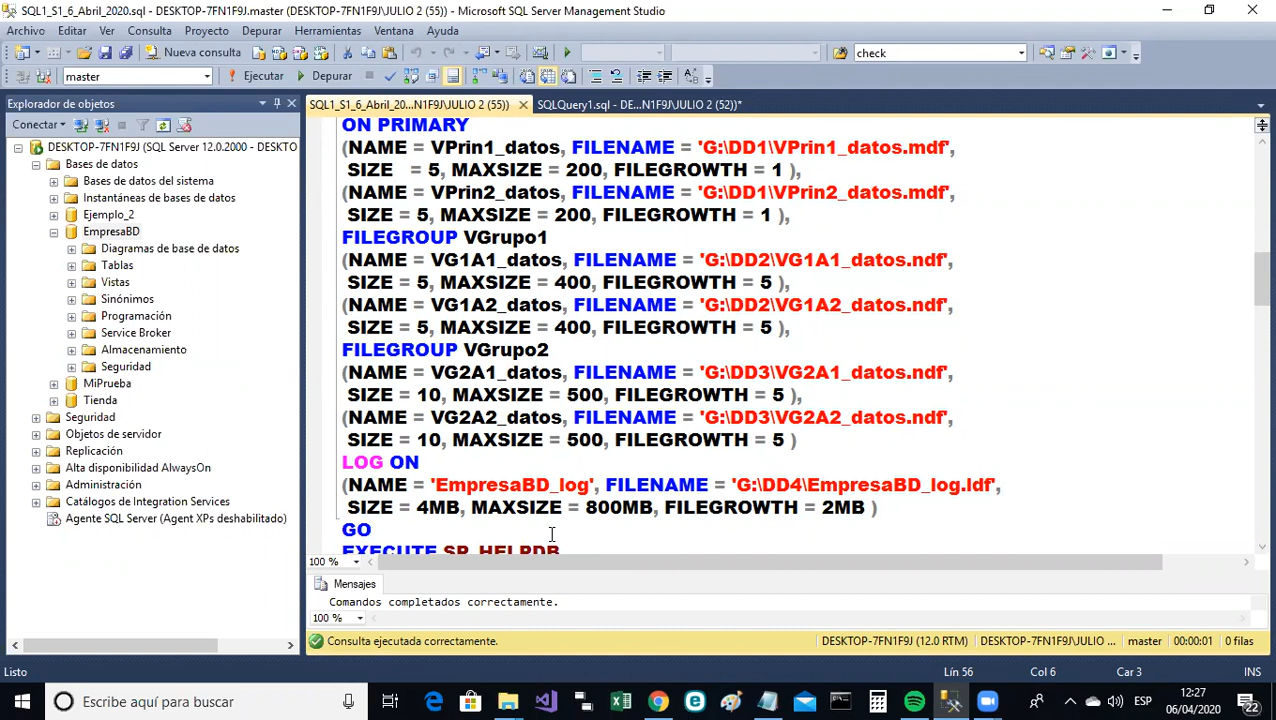 SQL1_S1_6_Abril_2020.sql - DESKTOP-7FN1F9J.master (DESKTOP-7FN1F9J\JULIO 2 (55)) - Microsoft SQL Server Management Studio
Archivo Editar Ver Consulta Proyecto Depurar Herramientas Ventana Ayuda
Nueva consulta check
master Ejecutar Depurar
Explorador de objetos
SQL1_S1_6_Abril_20...N1F9J\JULIO 2 (55)) SQLQuery1.sql - DE...N1F9J\JULIO 2 (52))*
Conectar
DESKTOP-7FN1F9J (SQL Server 12.0.2000 - DESKTO
Bases de datos
Bases de datos del sistema
Instantáneas de bases de datos
Ejemplo_2
EmpresaBD
Diagramas de base de datos
Tablas
Vistas
Sinónimos
Programación
Service Broker
Almacenamiento
Seguridad
MiPrueba
Tienda
Seguridad
Objetos de servidor
Replicación
Alta disponibilidad AlwaysOn
Administración
Catálogos de Integration Services
Agente SQL Server (Agent XPs deshabilitado)
ON PRIMARY
(NAME = VPrin1_datos, FILENAME = 'G:\DD1\VPrin1_datos.mdf',
SIZE = 5, MAXSIZE = 200, FILEGROWTH = 1 ),
(NAME = VPrin2_datos, FILENAME = 'G:\DD1\VPrin2_datos.mdf',
SIZE = 5, MAXSIZE = 200, FILEGROWTH = 1 ),
FILEGROUP VGrupo1
(NAME = VG1A1_datos, FILENAME = 'G:\DD2\VG1A1_datos.ndf',
SIZE = 5, MAXSIZE = 400, FILEGROWTH = 5 ),
(NAME = VG1A2_datos, FILENAME = 'G:\DD2\VG1A2_datos.ndf',
SIZE = 5, MAXSIZE = 400, FILEGROWTH = 5 ),
FILEGROUP VGrupo2
(NAME = VG2A1_datos, FILENAME = 'G:\DD3\VG2A1_datos.ndf',
SIZE = 10, MAXSIZE = 500, FILEGROWTH = 5 ),
(NAME = VG2A2_datos, FILENAME = 'G:\DD3\VG2A2_datos.ndf',
SIZE = 10, MAXSIZE = 500, FILEGROWTH = 5 )
LOG ON
(NAME = 'EmpresaBD_log', FILENAME = 'G:\DD4\EmpresaBD_log.ldf',
SIZE = 4MB, MAXSIZE = 800MB, FILEGROWTH = 2MB )
GO
EXECUTE SP_HELPDB
100 %
Mensajes
Comandos completados correctamente.
100 %
Consulta ejecutada correctamente. DESKTOP-7FN1F9J (12.0 RTM) DESKTOP-7FN1F9J\JULIO ... master 00:00:01 0 filas
Listo Lín 56 Col 6 Car 3 INS
Escribe aquí para buscar
ESP
12:27
06/04/2020
22